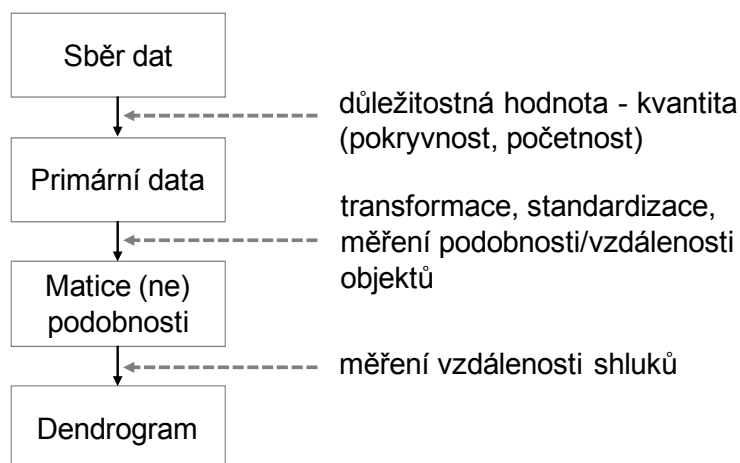 Sběr dat
důležitostná hodnota - kvantita
(pokryvnost, početnost)
Primární data
transformace, standardizace,
měření podobnosti/vzdálenosti
objektů
Matice (ne)
podobnosti
měření vzdálenosti shluků
Dendrogram